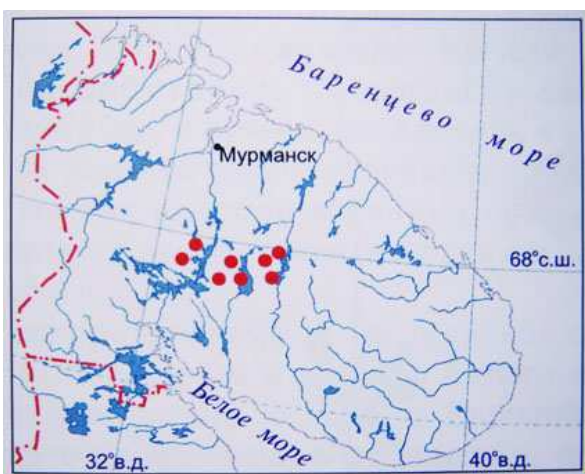 Баренцево море
Мурманск
68°с.ш.
Белое море
32°в.д.
40°в.д.